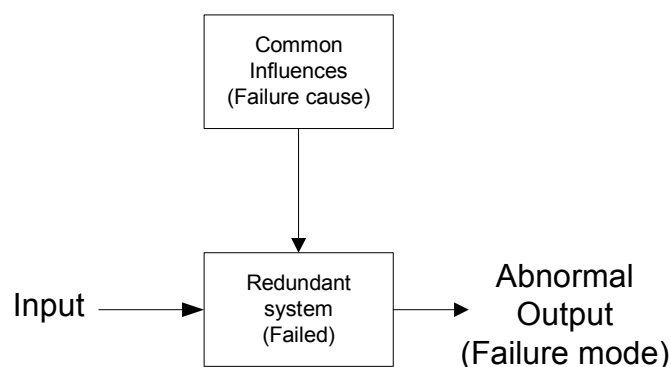 Common
Influences
(Failure cause)
Input
Redundant
system
(Failed)
Abnormal
Output
(Failure mode)